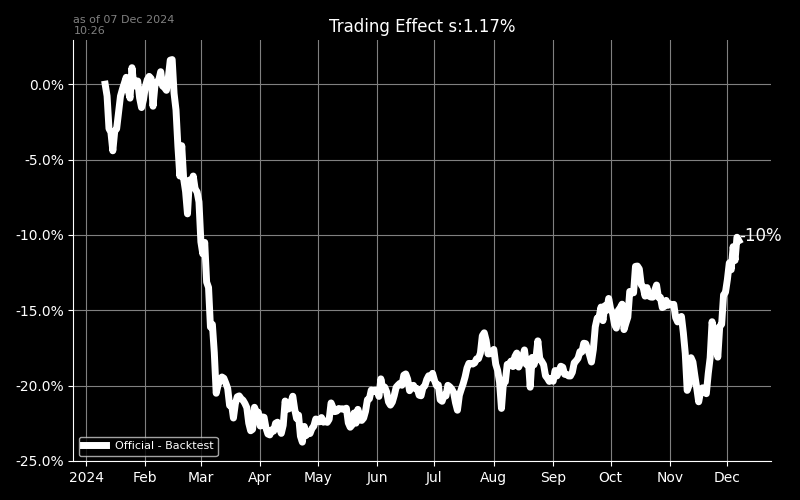 as of 07 Dec 2024
10:26
Trading Effect s:1.17%
0.0%
-5.0%
-10.0%
-10%
-15.0%
-20.0%
Official - Backtest
-25.0%
2024 Feb Mar Apr May Jun Jul Aug Sep Oct Nov Dec